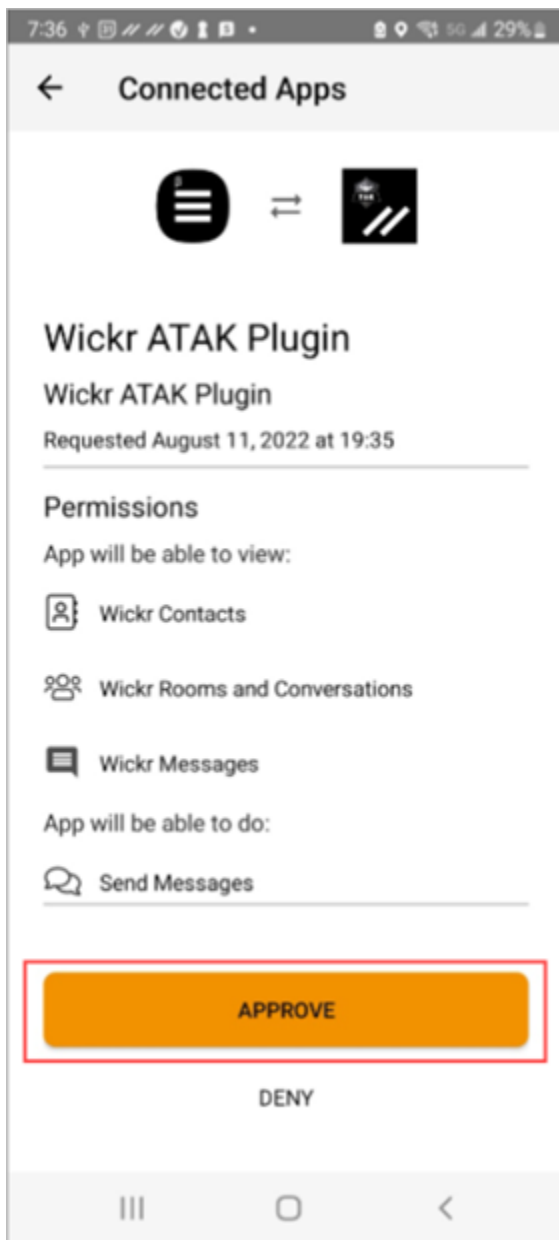 7:36
5G 29%
Connected Apps
Wickr ATAK Plugin
Wickr ATAK Plugin
Requested August 11, 2022 at 19:35
Permissions
App will be able to view:
Wickr Contacts
Wickr Rooms and Conversations
Wickr Messages
App will be able to do:
Send Messages
APPROVE
DENY